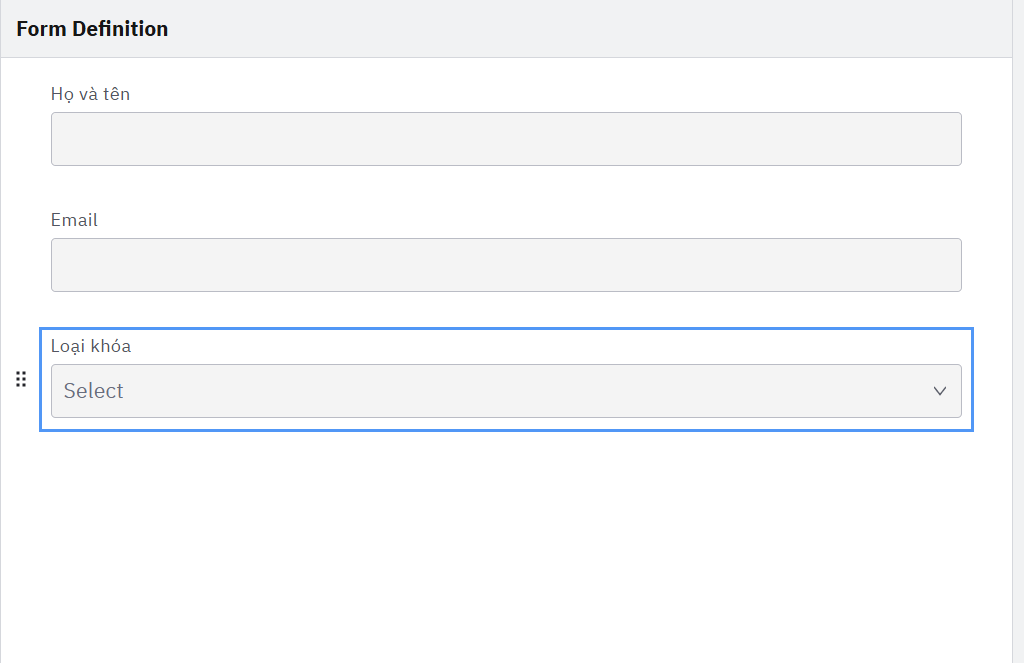 Form Definition
Họ và tên
Email
Loại khóa
Select